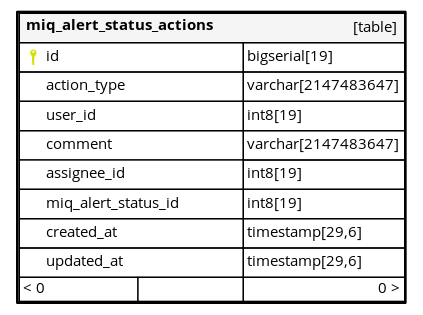 miq_alert_status_actions [table]
id bigserial[19]
action_type varchar[2147483647]
user_id int8[19]
comment varchar[2147483647]
assignee_id int8[19]
miq_alert_status_id int8[19]
created_at timestamp[29,6]
updated_at timestamp[29,6]
< 0 0 >